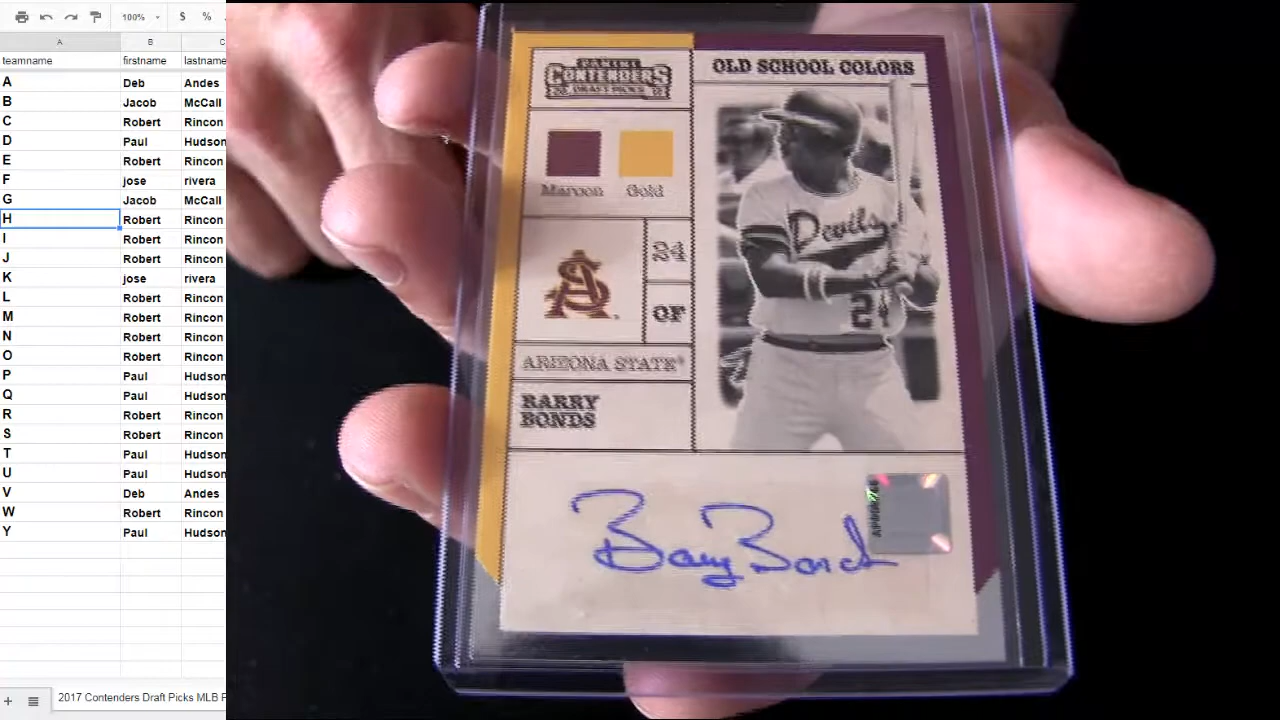 100% $ %
A B C
teamname firstname lastname
A Deb Andes
B Jacob McCall
C Robert Rincon
D Paul Hudson
E Robert Rincon
F jose rivera
G Jacob McCall
H Robert Rincon
I Robert Rincon
J Robert Rincon
K jose rivera
L Robert Rincon
M Robert Rincon
N Robert Rincon
O Robert Rincon
P Paul Hudson
Q Paul Hudson
R Robert Rincon
S Robert Rincon
T Paul Hudson
U Paul Hudson
V Deb Andes
W Robert Rincon
Y Paul Hudson
2017 Contenders Draft Picks MLB
PANINI
CONTENDERS
DRAFT PICKS
OLD SCHOOL COLORS
Maroon Gold
Devils
24
24
OF
ARIZONA STATE
BARRY
BONDS
Barry Bonds